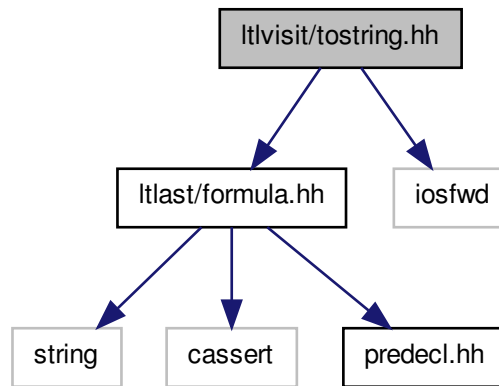 ltlvisit/tostring.hh
ltlast/formula.hh
iosfwd
string
cassert
predecl.hh